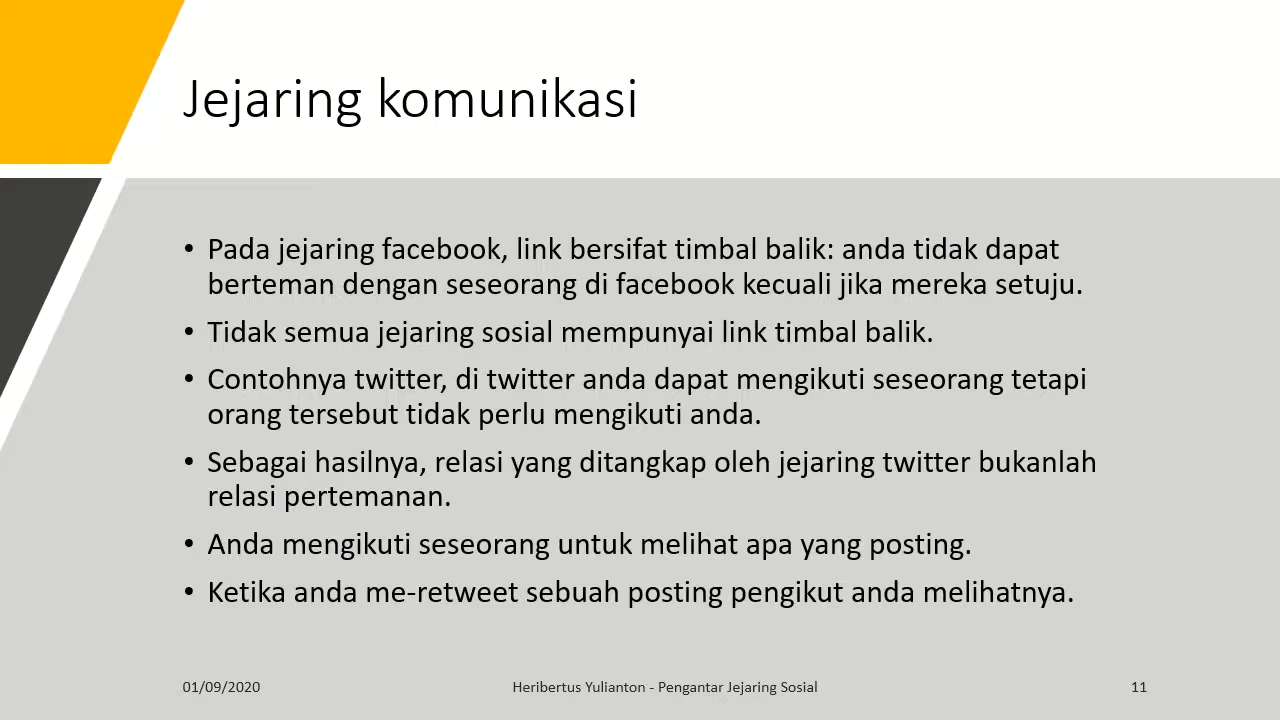 Jejaring komunikasi
• Pada jejaring facebook, link bersifat timbal balik: anda tidak dapat
berteman dengan seseorang di facebook kecuali jika mereka setuju.
• Tidak semua jejaring sosial mempunyai link timbal balik.
• Contohnya twitter, di twitter anda dapat mengikuti seseorang tetapi
orang tersebut tidak perlu mengikuti anda.
• Sebagai hasilnya, relasi yang ditangkap oleh jejaring twitter bukanlah
relasi pertemanan.
• Anda mengikuti seseorang untuk melihat apa yang posting.
• Ketika anda me-retweet sebuah posting pengikut anda melihatnya.
01/09/2020
Heribertus Yulianton - Pengantar Jejaring Sosial
11